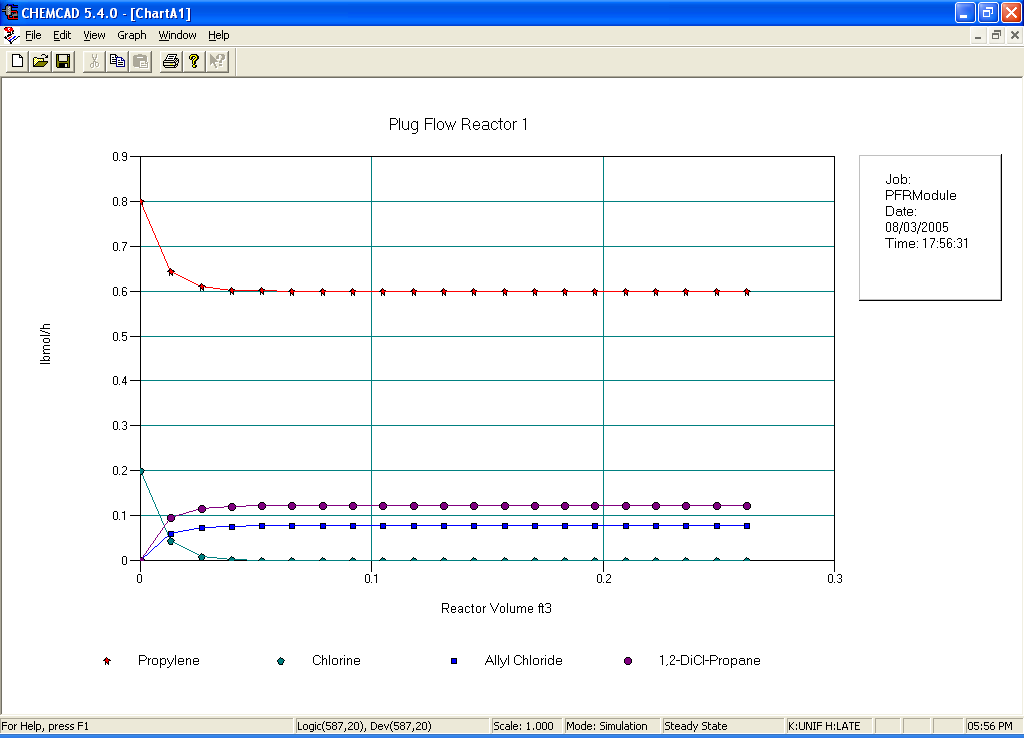 CHEMCAD 5.4.0 - [ChartA1]
File Edit View Graph Window Help
Plug Flow Reactor 1
Job:
PFRModule
Date:
08/03/2005
Time: 17:56:31
lbmol/h
0.9
0.8
0.7
0.6
0.5
0.4
0.3
0.2
0.1
0
0 0.1 0.2 0.3
Reactor Volume ft3
Propylene Chlorine Allyl Chloride 1,2-DiCl-Propane
For Help, press F1 Logic(587,20), Dev(587,20) Scale: 1.000 Mode: Simulation Steady State K:UNIF H:LATE 05:56 PM